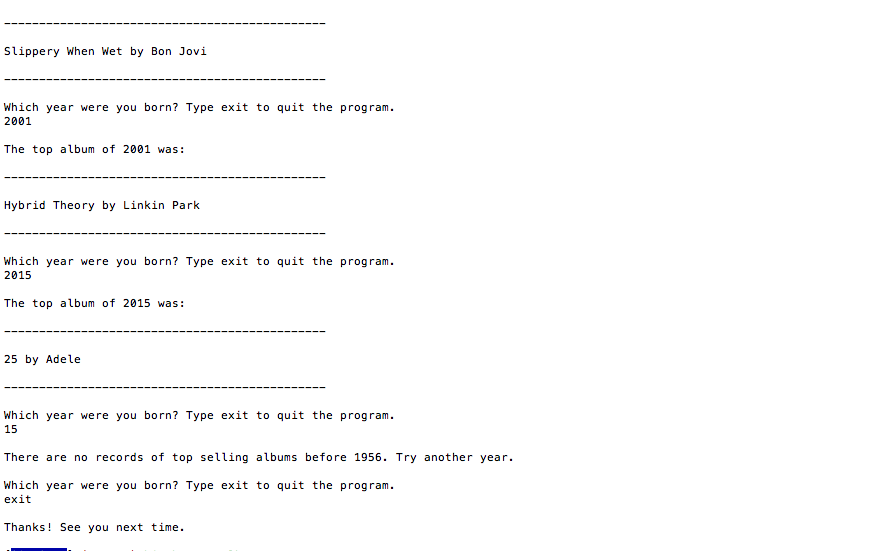 ----------------------------------------------
Slippery When Wet by Bon Jovi
----------------------------------------------
Which year were you born? Type exit to quit the program.
2001
The top album of 2001 was:
----------------------------------------------
Hybrid Theory by Linkin Park
----------------------------------------------
Which year were you born? Type exit to quit the program.
2015
The top album of 2015 was:
----------------------------------------------
25 by Adele
----------------------------------------------
Which year were you born? Type exit to quit the program.
15
There are no records of top selling albums before 1956. Try another year.
Which year were you born? Type exit to quit the program.
exit
Thanks! See you next time.